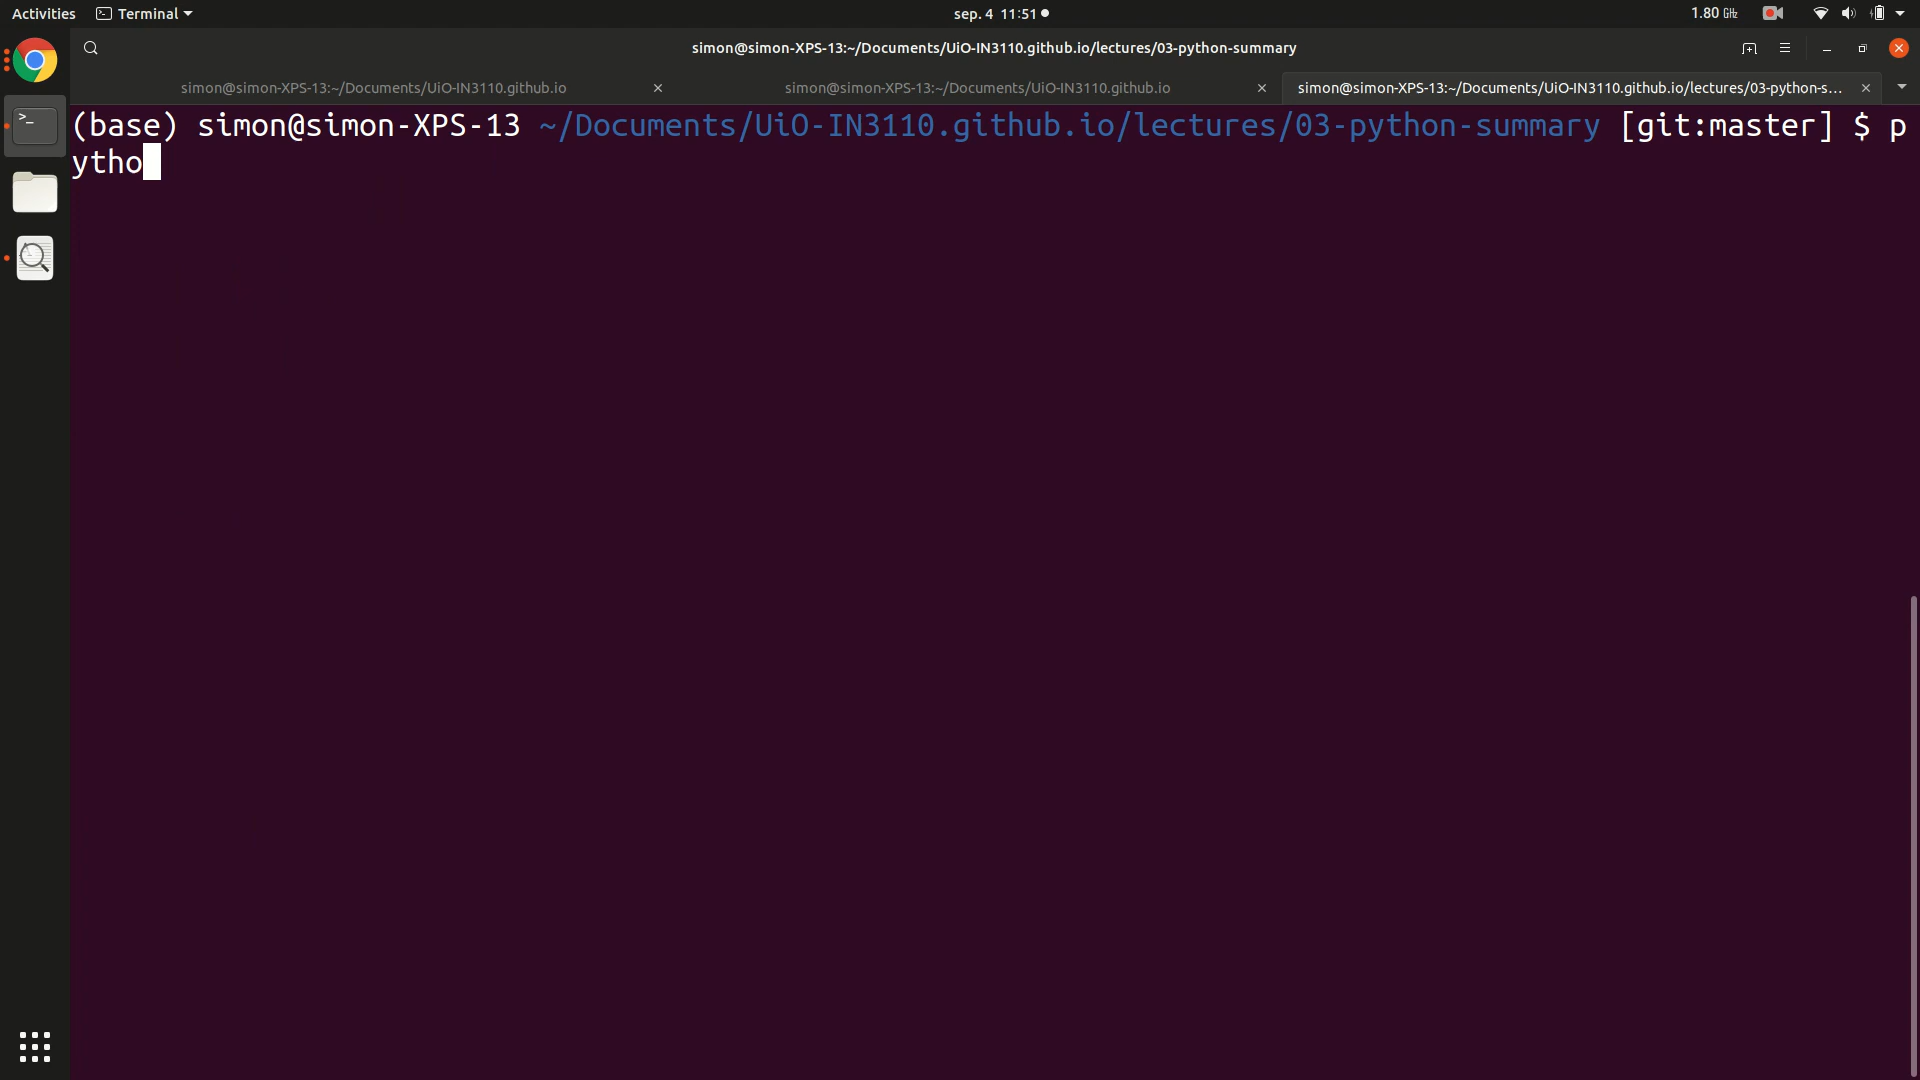 Activities Terminal sep. 4 11:51 1.80 GHz
simon@simon-XPS-13:~/Documents/UiO-IN3110.github.io/lectures/03-python-summary
simon@simon-XPS-13:~/Documents/UiO-IN3110.github.io simon@simon-XPS-13:~/Documents/UiO-IN3110.github.io simon@simon-XPS-13:~/Documents/UiO-IN3110.github.io/lectures/03-python-s...
(base) simon@simon-XPS-13 ~/Documents/UiO-IN3110.github.io/lectures/03-python-summary [git:master] $ p
ytho